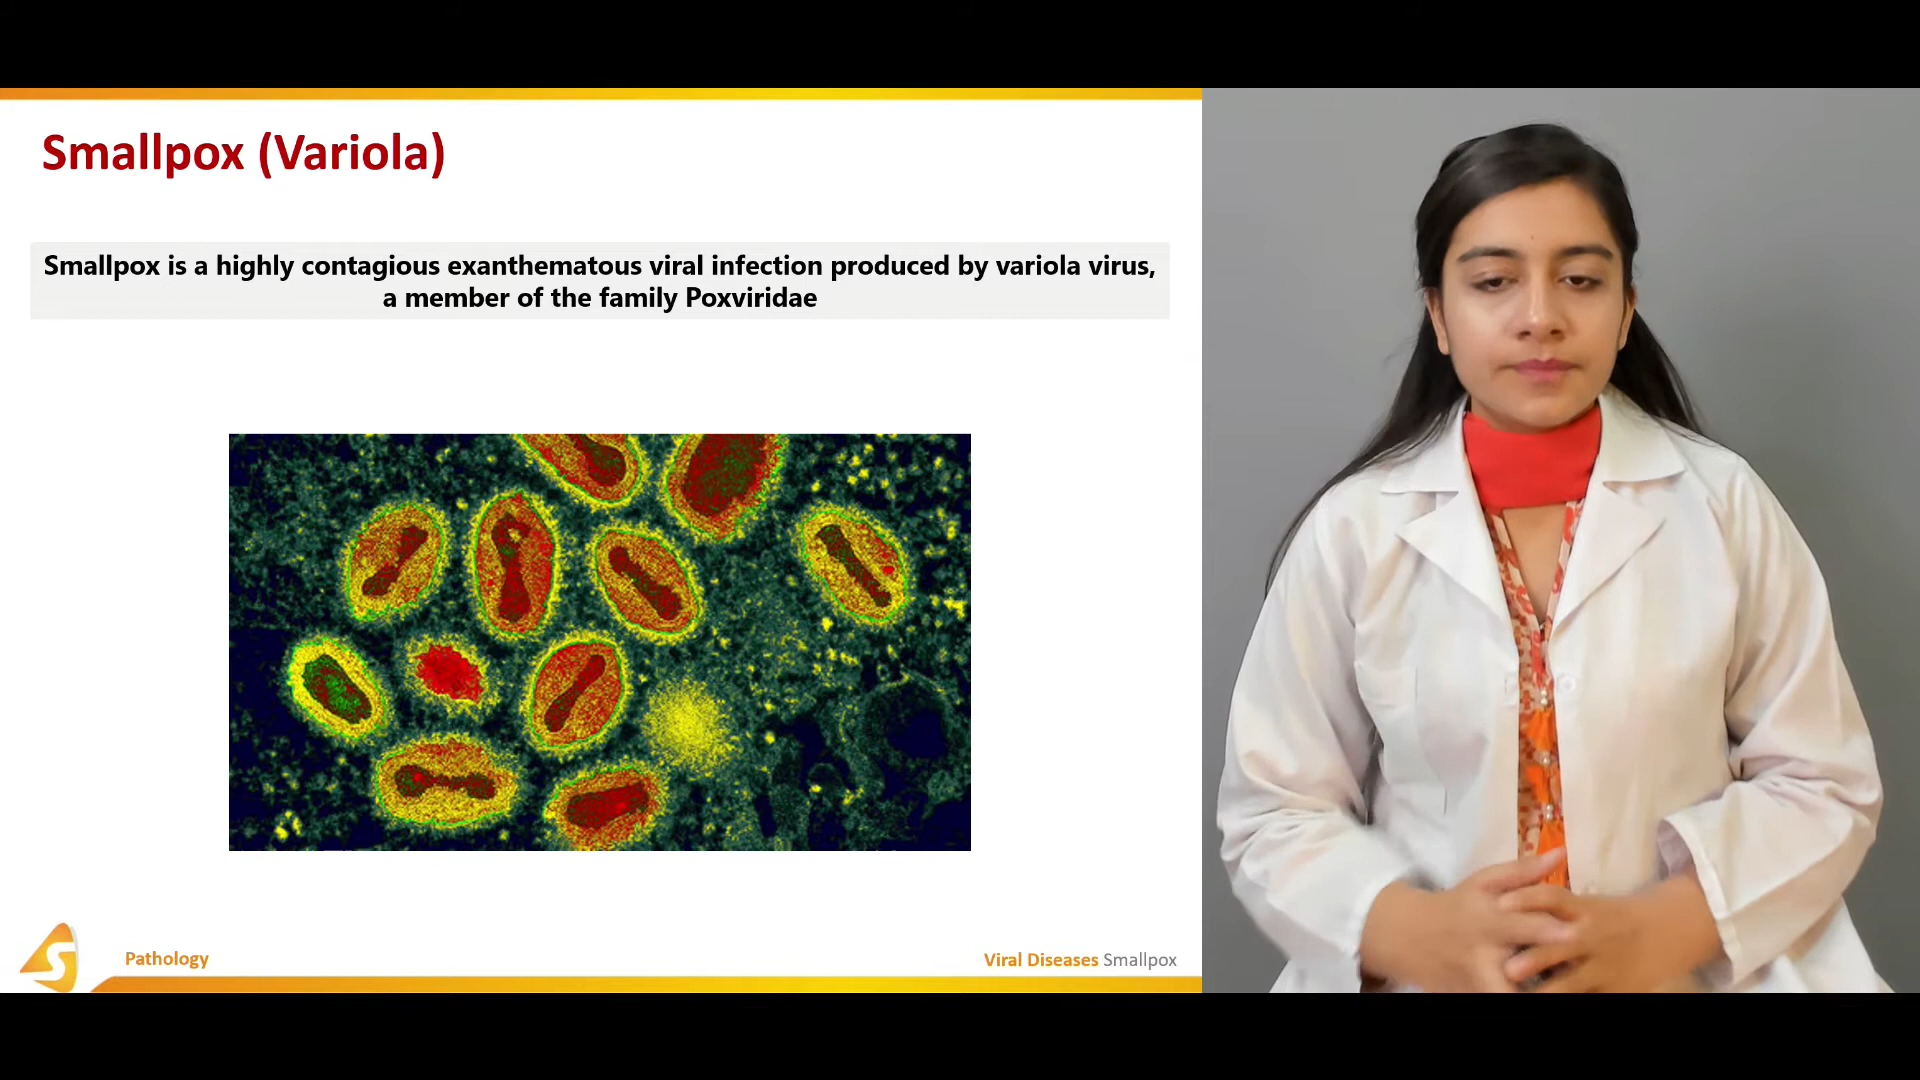 Smallpox (Variola)
Smallpox is a highly contagious exanthematous viral infection produced by variola virus,
a member of the family Poxviridae
Pathology
Viral Diseases Smallpox